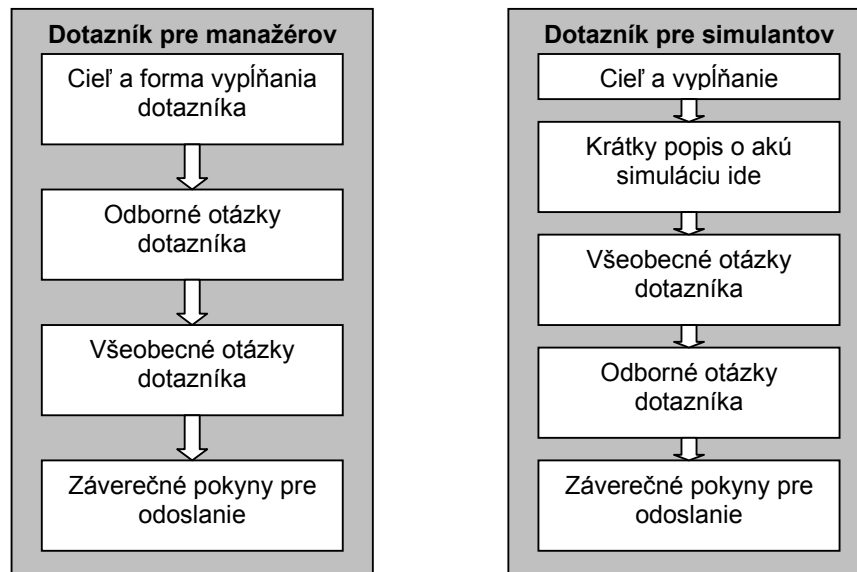 Dotazník pre manažérov
Cieľ a forma vypĺňania
dotazníka
Odborné otázky
dotazníka
Všeobecné otázky
dotazníka
Záverečné pokyny pre
odoslanie
Dotazník pre simulantov
Cieľ a vypĺňanie
Krátky popis o akú
simuláciu ide
Všeobecné otázky
dotazníka
Odborné otázky
dotazníka
Záverečné pokyny pre
odoslanie